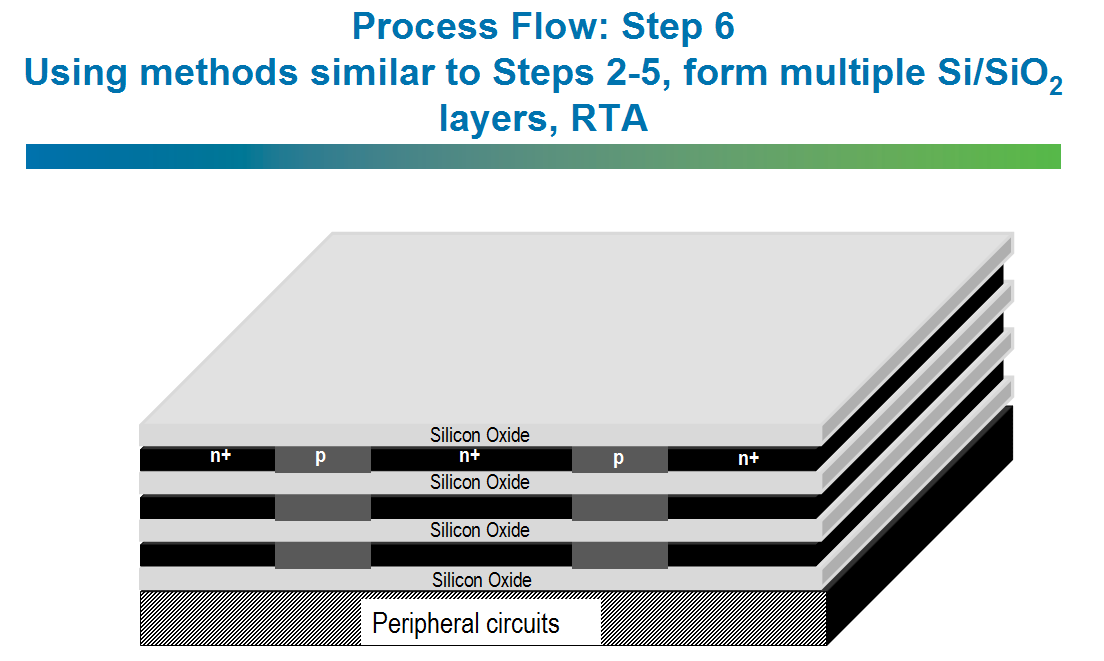 Process Flow: Step 6
Using methods similar to Steps 2-5, form multiple Si/SiO₂
layers, RTA
Silicon Oxide
n+ p n+ p n+
Silicon Oxide
Silicon Oxide
Silicon Oxide
Peripheral circuits